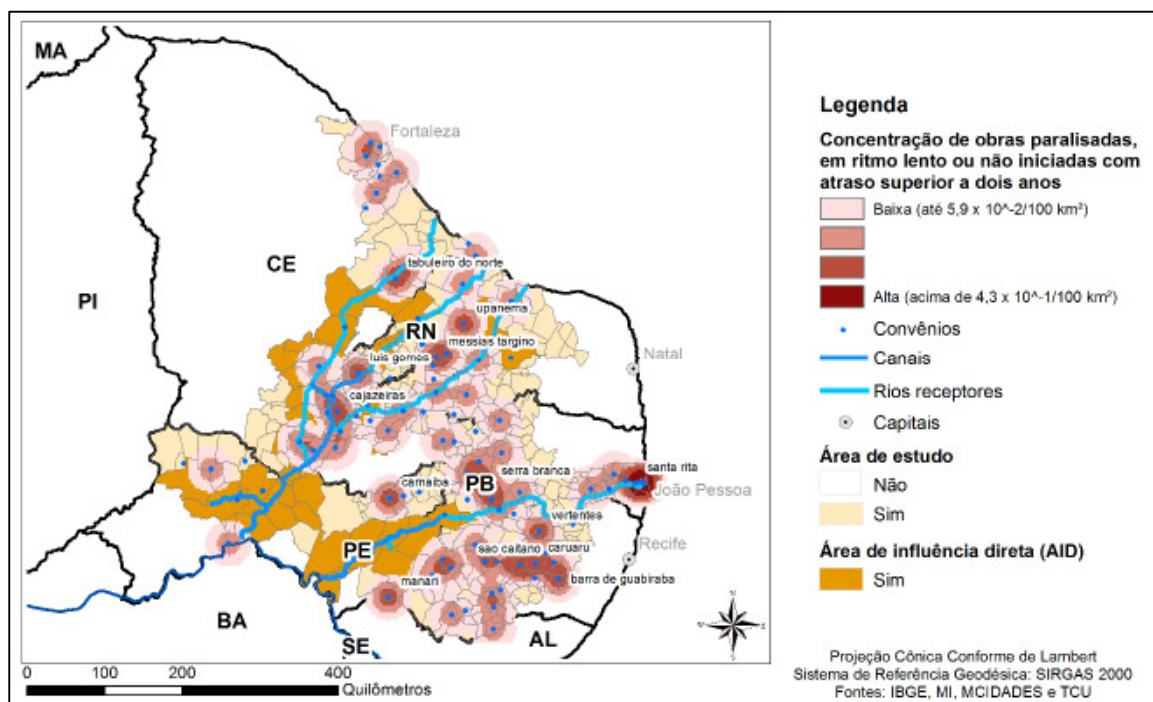 MA
Fortaleza
CE
tabuleiro do norte
PI
upanema
RN
messias targino
luis gomes
Natal
cajazeiras
serra branca
santa rita
carnaiba
PB
João Pessoa
vertentes
PE
sao caitano
caruaru
Recife
manari
barra de guabiraba
BA
SE
AL
0 100 200 400
Quilômetros
Legenda
Concentração de obras paralisadas,
em ritmo lento ou não iniciadas com
atraso superior a dois anos
Baixa (até 5,9 x 10^-2/100 km²)
Alta (acima de 4,3 x 10^-1/100 km²)
Convênios
Canais
Rios receptores
Capitais
Área de estudo
Não
Sim
Área de influência direta (AID)
Sim
Projeção Cônica Conforme de Lambert
Sistema de Referência Geodésica: SIRGAS 2000
Fontes: IBGE, MI, MCIDADES e TCU